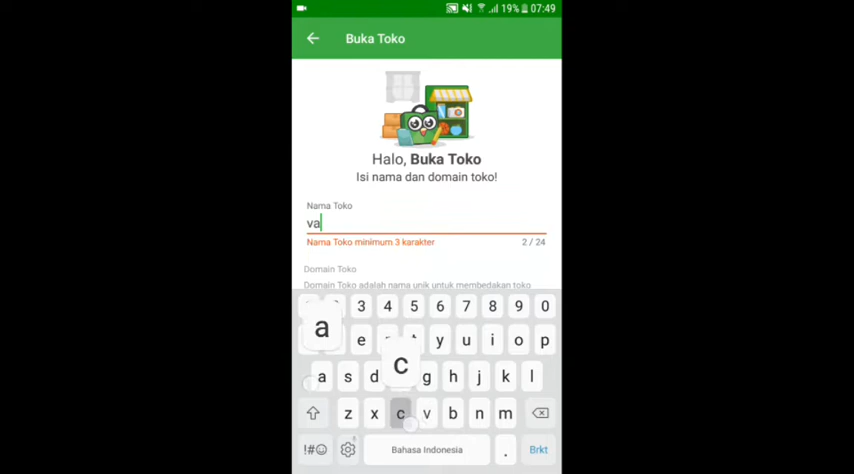 19% 07:49
Buka Toko
Halo, Buka Toko
Isi nama dan domain toko!
Nama Toko
va
Nama Toko minimum 3 karakter 2 / 24
Domain Toko
Domain Toko adalah nama unik untuk membedakan toko
3 4 5 6 7 8 9 0
a
e y u i o p
c
a s d g h j k l
z x c v b n m
!#☺ Bahasa Indonesia . Brkt